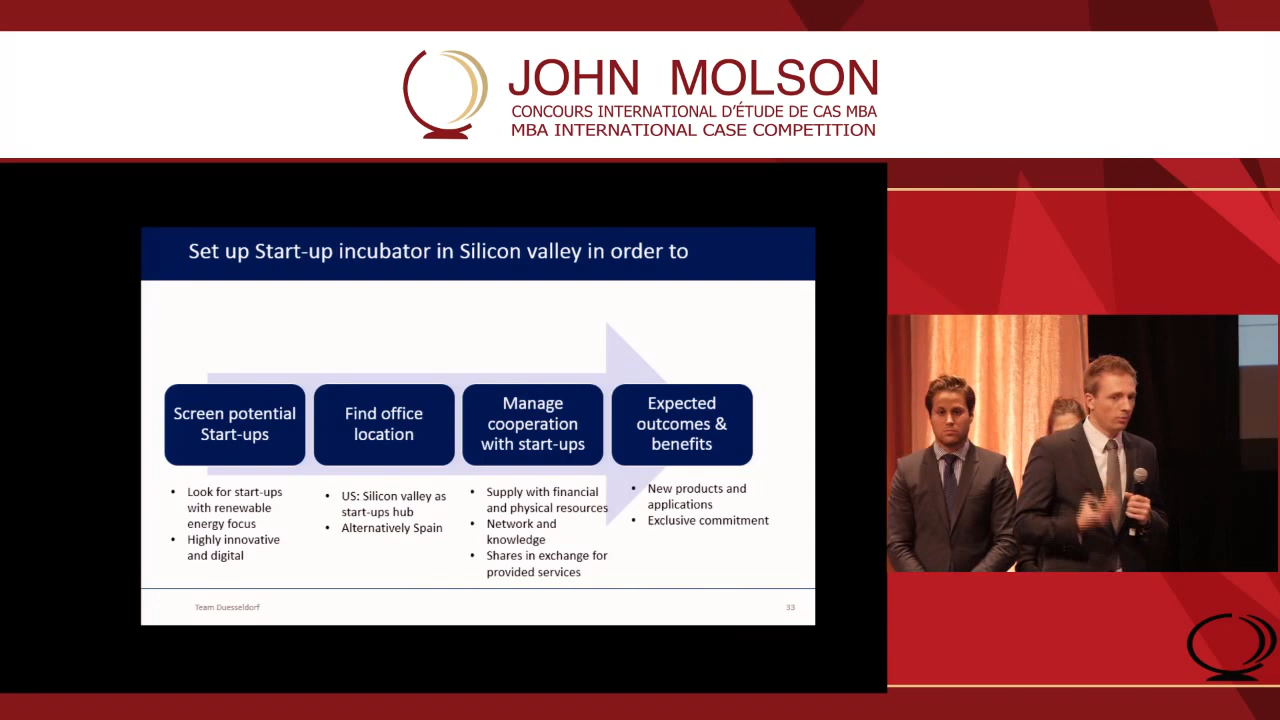 JOHN MOLSON
CONCOURS INTERNATIONAL D'ÉTUDE DE CAS MBA
MBA INTERNATIONAL CASE COMPETITION
Set up Start-up incubator in Silicon valley in order to
Screen potential
Start-ups
Find office
location
Manage
cooperation
with start-ups
Expected
outcomes &
benefits
• Look for start-ups
with renewable
energy focus
• Highly innovative
and digital
• US: Silicon valley as
start-ups hub
• Alternatively Spain
• Supply with financial
and physical resources
• Network and
knowledge
• Shares in exchange for
provided services
• New products and
applications
• Exclusive commitment
Team Duesseldorf
33